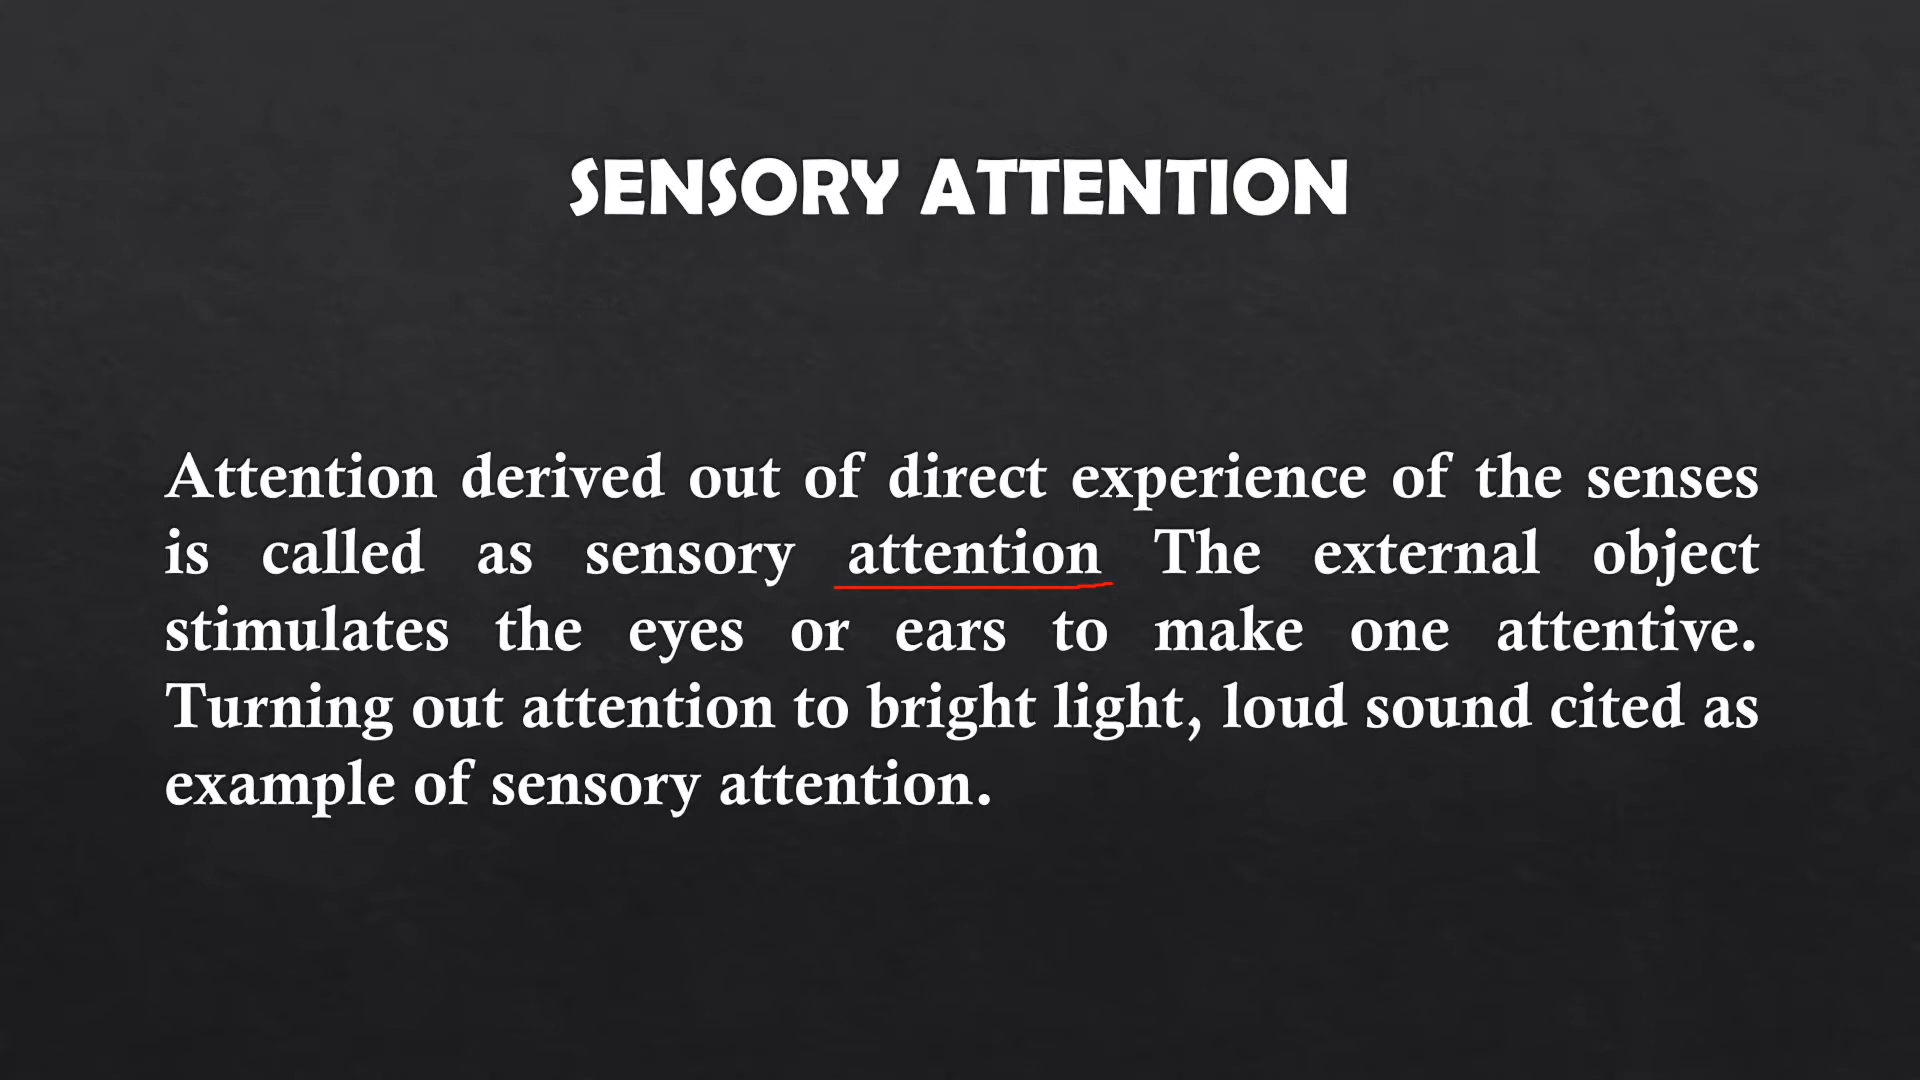 SENSORY ATTENTION
Attention derived out of direct experience of the senses
is called as sensory attention The external object
stimulates the eyes or ears to make one attentive.
Turning out attention to bright light, loud sound cited as
example of sensory attention.